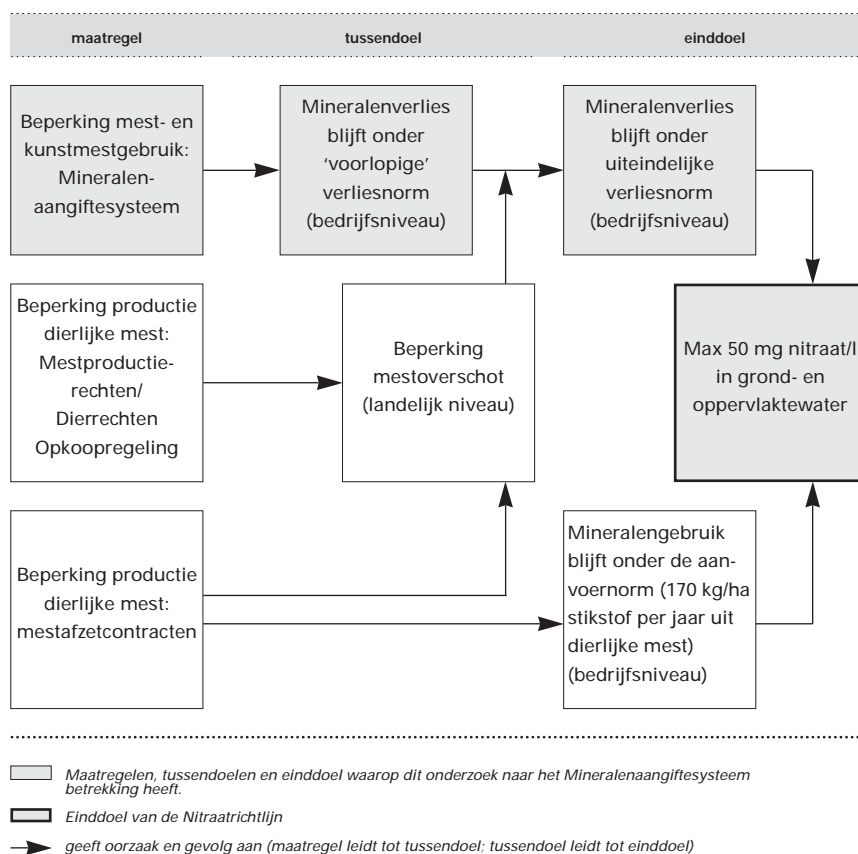 maatregel
tussendoel
einddoel
Beperking mest- en
kunstmestgebruik:
Mineralen-
aangiftesysteem
Mineralenverlies
blijft onder
‘voorlopige’
verliesnorm
(bedrijfsniveau)
Mineralenverlies
blijft onder
uiteindelijke
verliesnorm
(bedrijfsniveau)
Beperking productie
dierlijke mest:
Mestproductie-
rechten/
Dierrechten
Opkoopregeling
Beperking
mestoverschot
(landelijk niveau)
Max 50 mg nitraat/l
in grond- en
oppervlaktewater
Beperking productie
dierlijke mest:
mestafzetcontracten
Mineralengebruik
blijft onder de aan-
voernorm (170 kg/ha
stikstof per jaar uit
dierlijke mest)
(bedrijfsniveau)
Maatregelen, tussendoelen en einddoel waarop dit onderzoek naar het Mineralenaangiftesysteem
betrekking heeft.
Einddoel van de Nitraatrichtlijn
geeft oorzaak en gevolg aan (maatregel leidt tot tussendoel; tussendoel leidt tot einddoel)